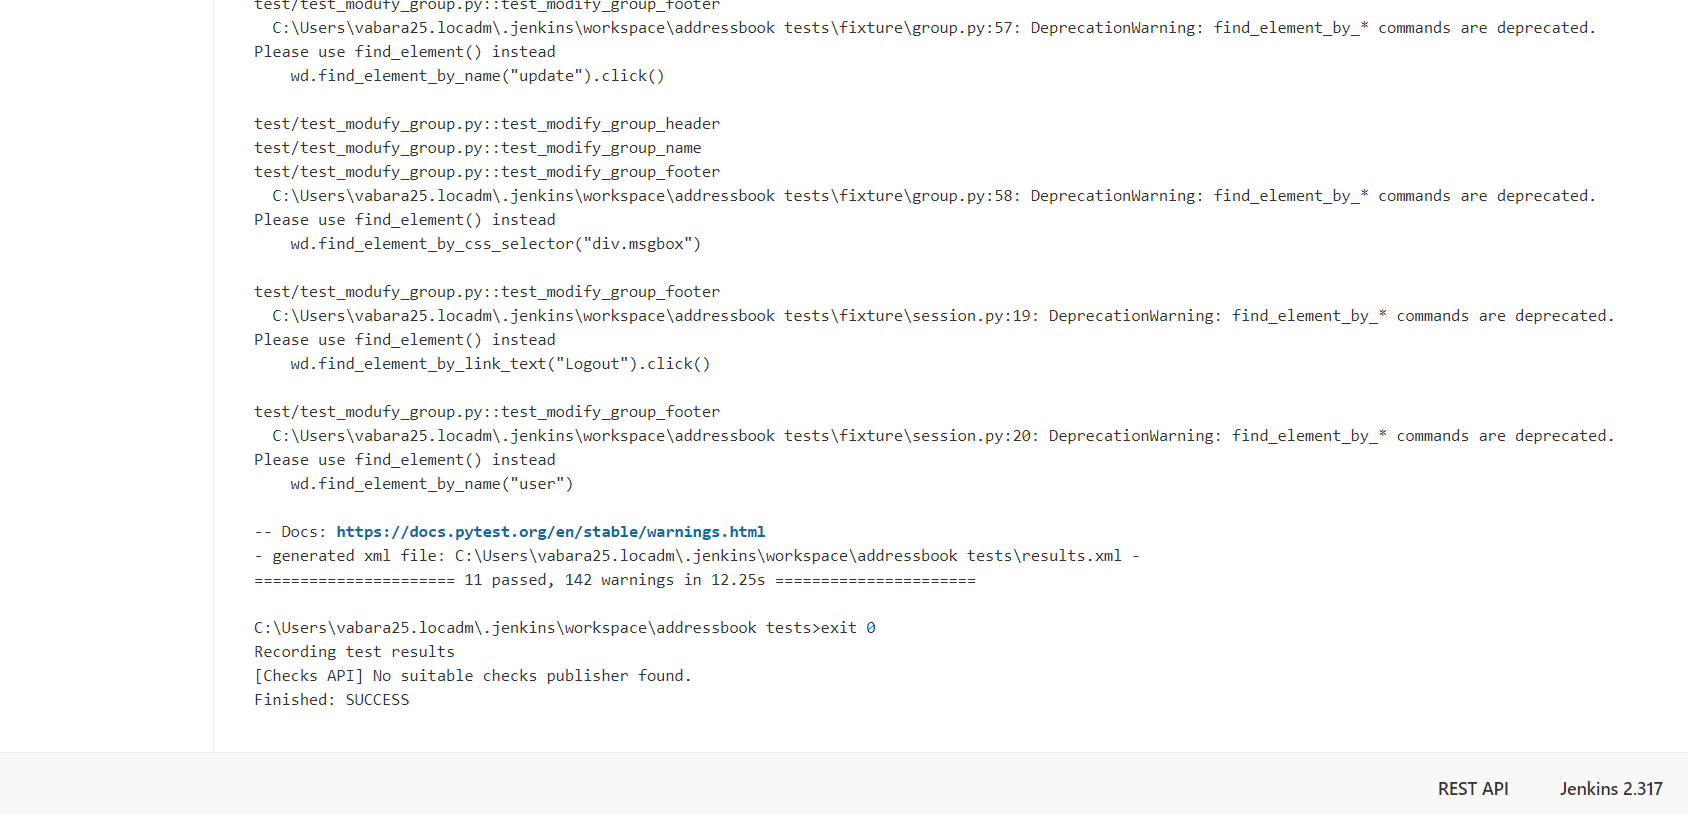 test/test_modufy_group.py::test_modify_group_footer
  C:\Users\vabara25.locadm\.jenkins\workspace\addressbook tests\fixture\group.py:57: DeprecationWarning: find_element_by_* commands are deprecated.
Please use find_element() instead
    wd.find_element_by_name("update").click()

test/test_modufy_group.py::test_modify_group_header
test/test_modufy_group.py::test_modify_group_name
test/test_modufy_group.py::test_modify_group_footer
  C:\Users\vabara25.locadm\.jenkins\workspace\addressbook tests\fixture\group.py:58: DeprecationWarning: find_element_by_* commands are deprecated.
Please use find_element() instead
    wd.find_element_by_css_selector("div.msgbox")

test/test_modufy_group.py::test_modify_group_footer
  C:\Users\vabara25.locadm\.jenkins\workspace\addressbook tests\fixture\session.py:19: DeprecationWarning: find_element_by_* commands are deprecated.
Please use find_element() instead
    wd.find_element_by_link_text("Logout").click()

test/test_modufy_group.py::test_modify_group_footer
  C:\Users\vabara25.locadm\.jenkins\workspace\addressbook tests\fixture\session.py:20: DeprecationWarning: find_element_by_* commands are deprecated.
Please use find_element() instead
    wd.find_element_by_name("user")

-- Docs: https://docs.pytest.org/en/stable/warnings.html
- generated xml file: C:\Users\vabara25.locadm\.jenkins\workspace\addressbook tests\results.xml -
====================== 11 passed, 142 warnings in 12.25s ======================

C:\Users\vabara25.locadm\.jenkins\workspace\addressbook tests>exit 0
Recording test results
[Checks API] No suitable checks publisher found.
Finished: SUCCESS
REST API
Jenkins 2.317